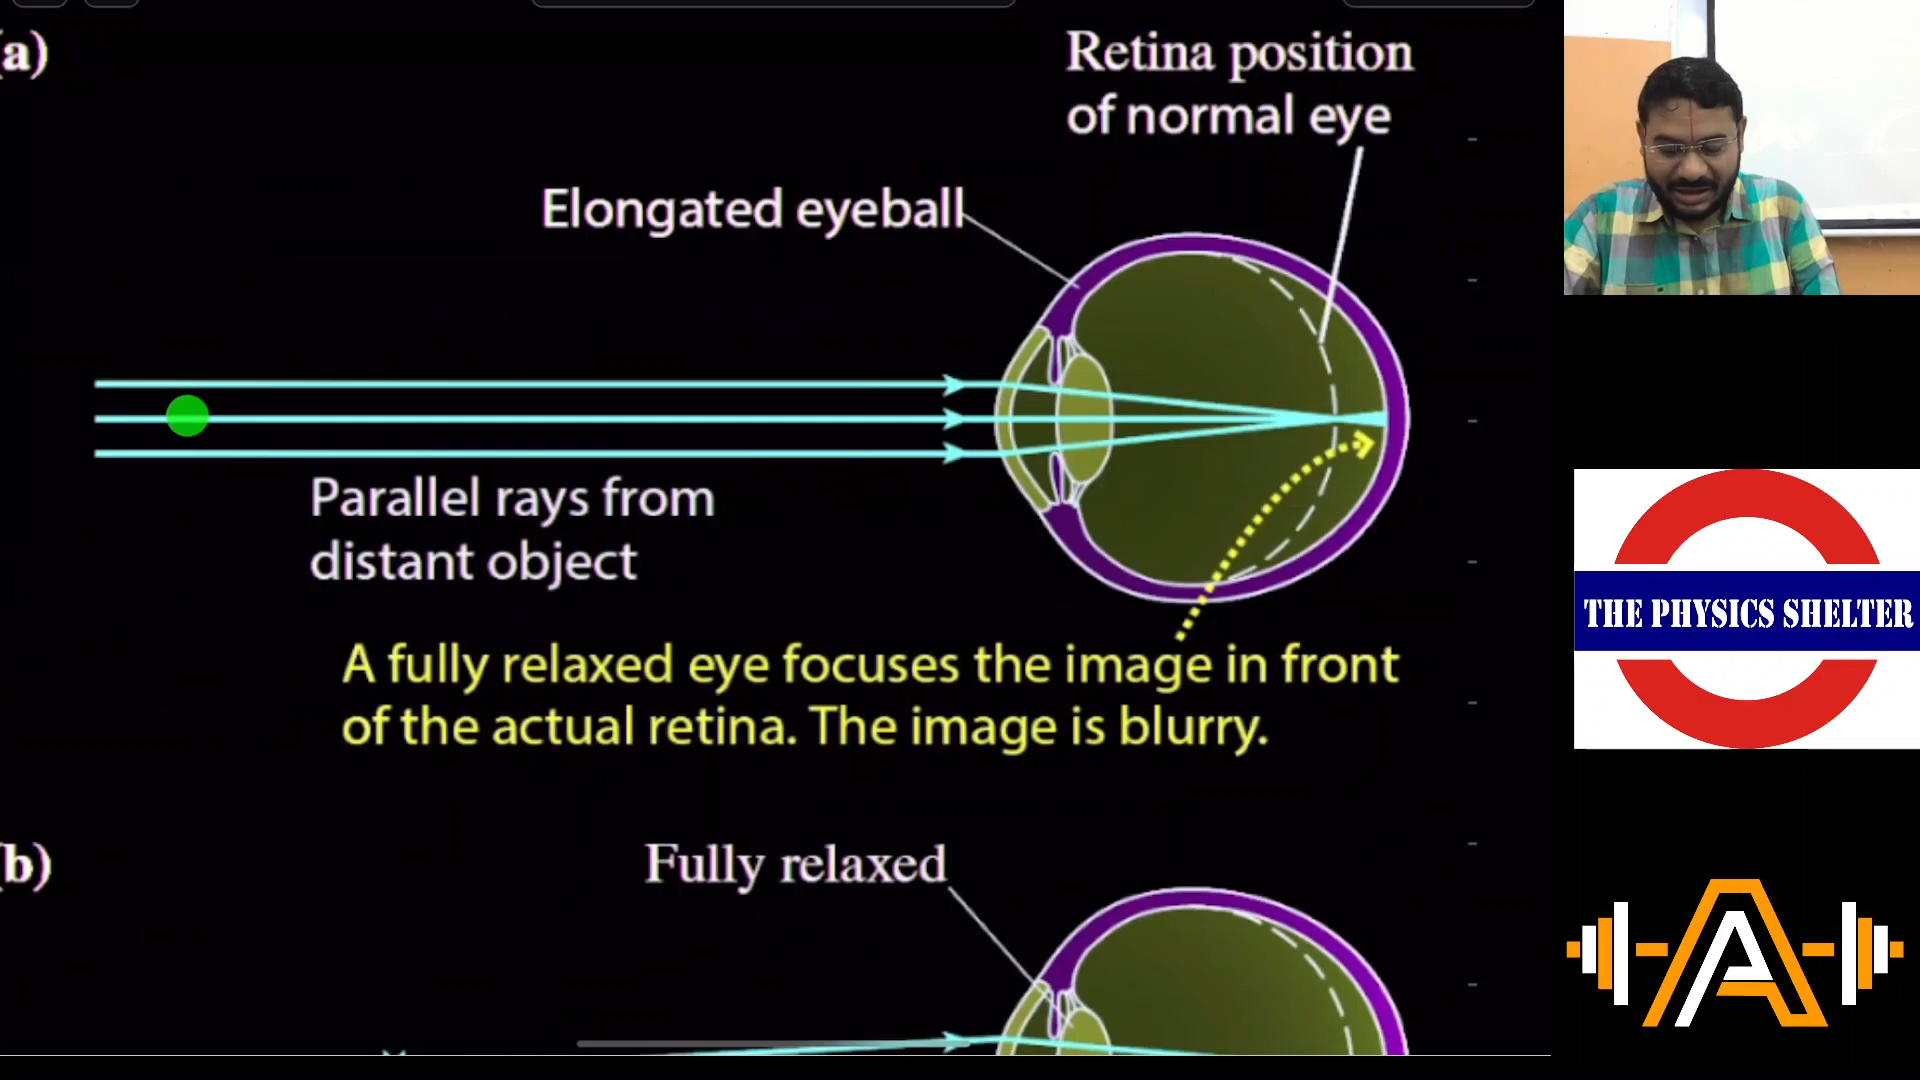 (a)
Retina position
of normal eye
Elongated eyeball
Parallel rays from
distant object
A fully relaxed eye focuses the image in front
of the actual retina. The image is blurry.
THE PHYSICS SHELTER
(b)
Fully relaxed
A